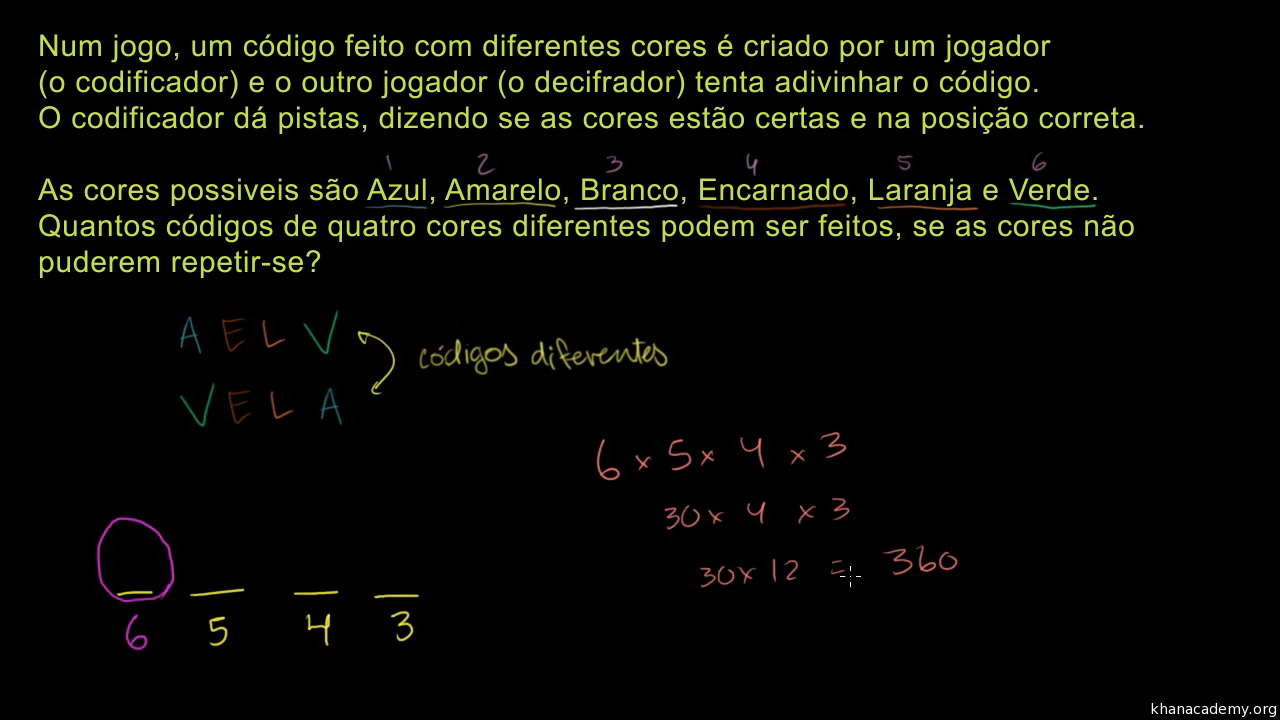 Num jogo, um código feito com diferentes cores é criado por um jogador
(o codificador) e o outro jogador (o decifrador) tenta adivinhar o código.
O codificador dá pistas, dizendo se as cores estão certas e na posição correta.
1 2 3 4 5 6
As cores possiveis são Azul, Amarelo, Branco, Encarnado, Laranja e Verde.
Quantos códigos de quatro cores diferentes podem ser feitos, se as cores não
puderem repetir-se?
A E L V
códigos diferentes
V E L A
6 x 5 x 4 x 3
30 x 4 x 3
30 x 12 = 360
6 5 4 3
khanacademy.org